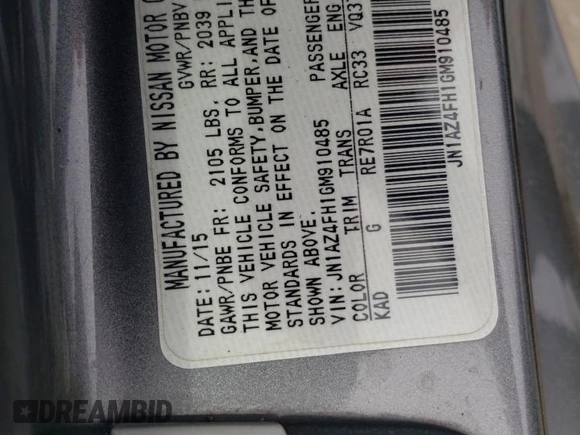 MANUFACTURED BY NISSAN MOTOR
DATE: 11/15 GVWR/PNBV
GAWR/PNBE FR: 2105 LBS, RR: 2039
THIS VEHICLE CONFORMS TO ALL APPLI
MOTOR VEHICLE SAFETY, BUMPER, AND TH
STANDARDS IN EFFECT ON THE DATE OF
SHOWN ABOVE.
VIN: JN1AZ4FH1GM910485 PASSENGER
COLOR TRIM TRANS AXLE ENG
KAD G RE7R01A RC33 VQ37
JN1AZ4FH1GM910485
DREAMBID